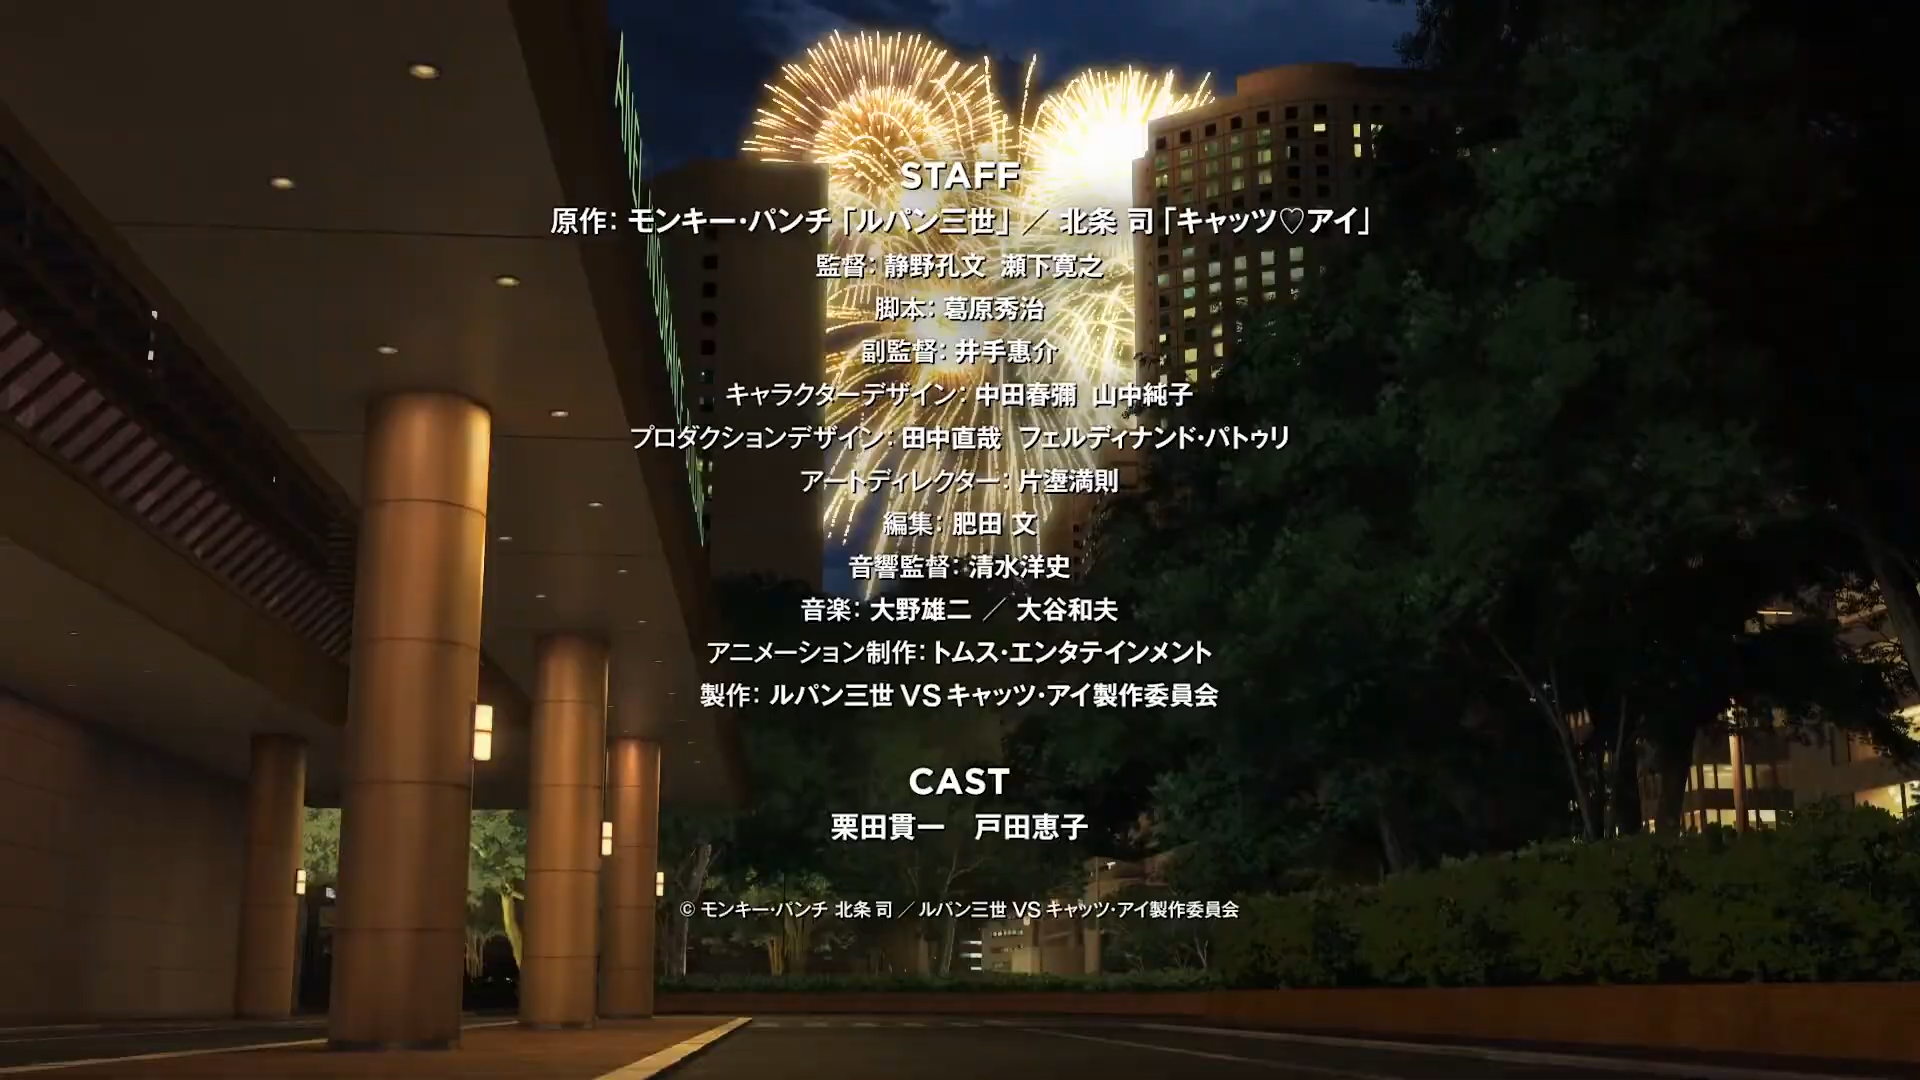 STAFF
原作: モンキー・パンチ「ルパン三世」／ 北条 司「キャッツ♡アイ」
監督: 静野孔文 瀬下寛之
脚本: 葛原秀治
副監督: 井手惠介
キャラクターデザイン: 中田春彌 山中純子
プロダクションデザイン: 田中直哉 フェルディナンド・パトゥリ
アートディレクター: 片塰満則
編集: 肥田 文
音響監督: 清水洋史
音楽: 大野雄二 ／ 大谷和夫
アニメーション制作: トムス・エンタテインメント
製作: ルパン三世 VS キャッツ・アイ製作委員会
CAST
栗田貫一 戸田恵子
© モンキー・パンチ 北条 司 ／ ルパン三世 VS キャッツ・アイ製作委員会